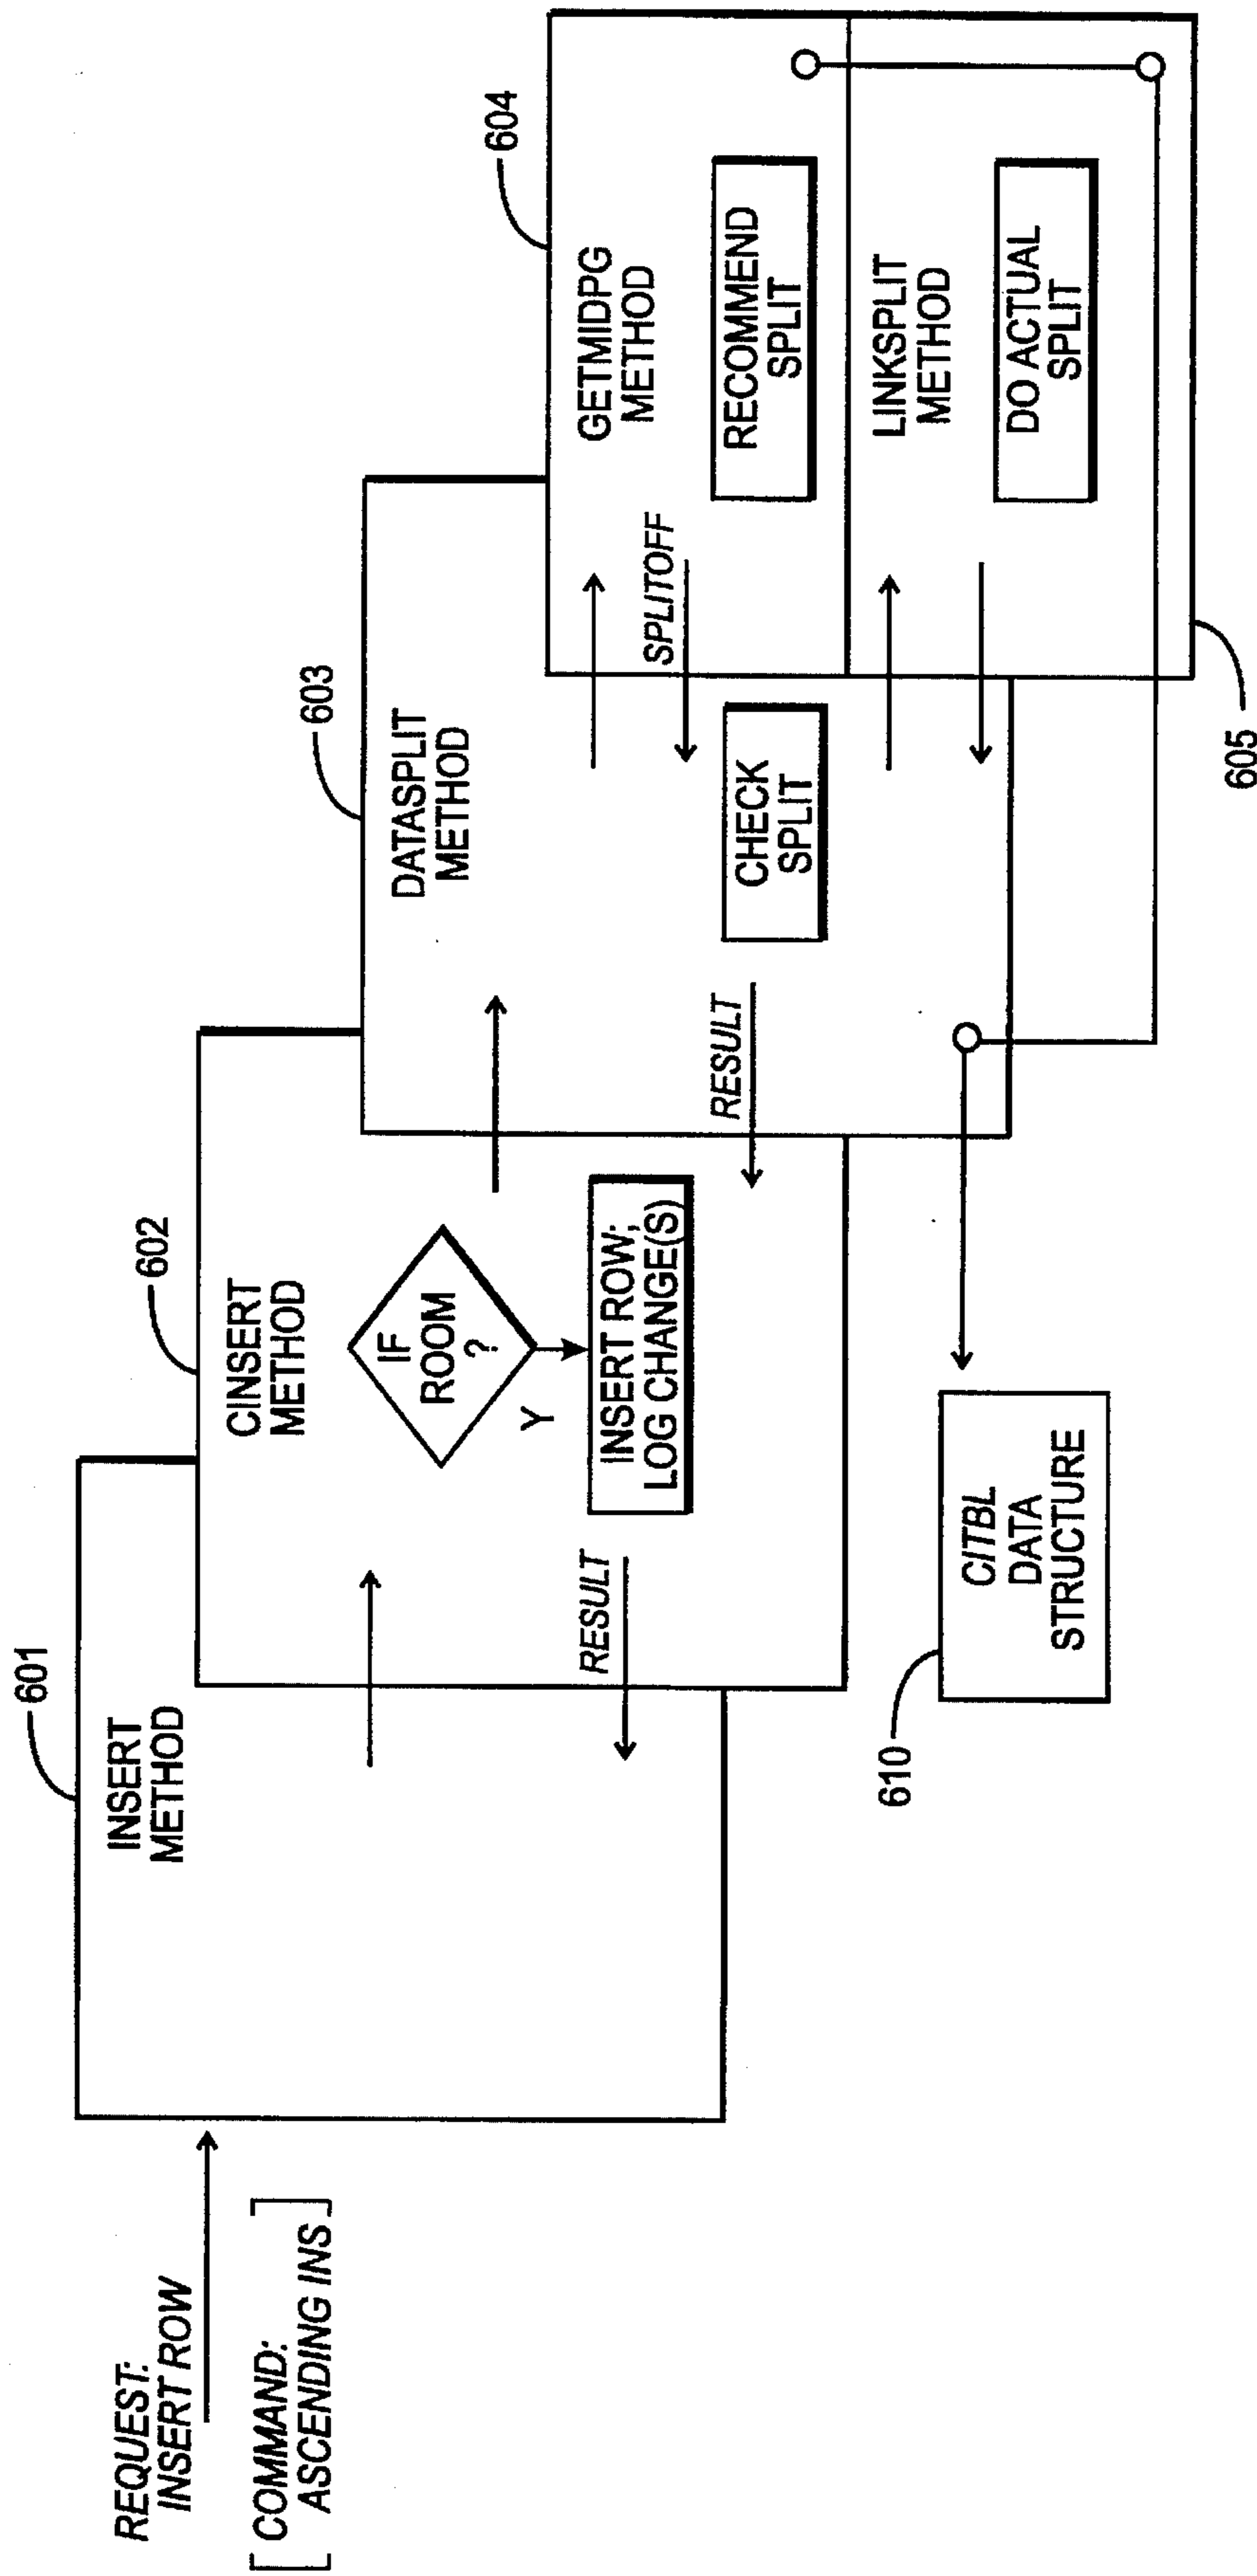 REQUEST:
INSERT ROW
[COMMAND:
ASCENDING INS]
601
INSERT
METHOD
RESULT
602
CINSERT
METHOD
IF
ROOM
?
Y
INSERT ROW;
LOG CHANGE(S)
RESULT
603
DATASPLIT
METHOD
CHECK
SPLIT
SPLITOFF
604
GETMIDPG
METHOD
RECOMMEND
SPLIT
LINKSPLIT
METHOD
DO ACTUAL
SPLIT
605
610
CITBL
DATA
STRUCTURE